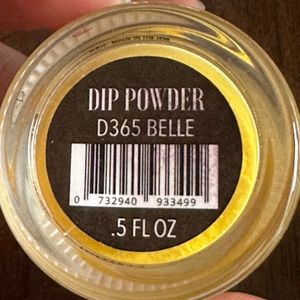 DIP POWDER
D365 BELLE
0 732940 933499
.5 FL OZ